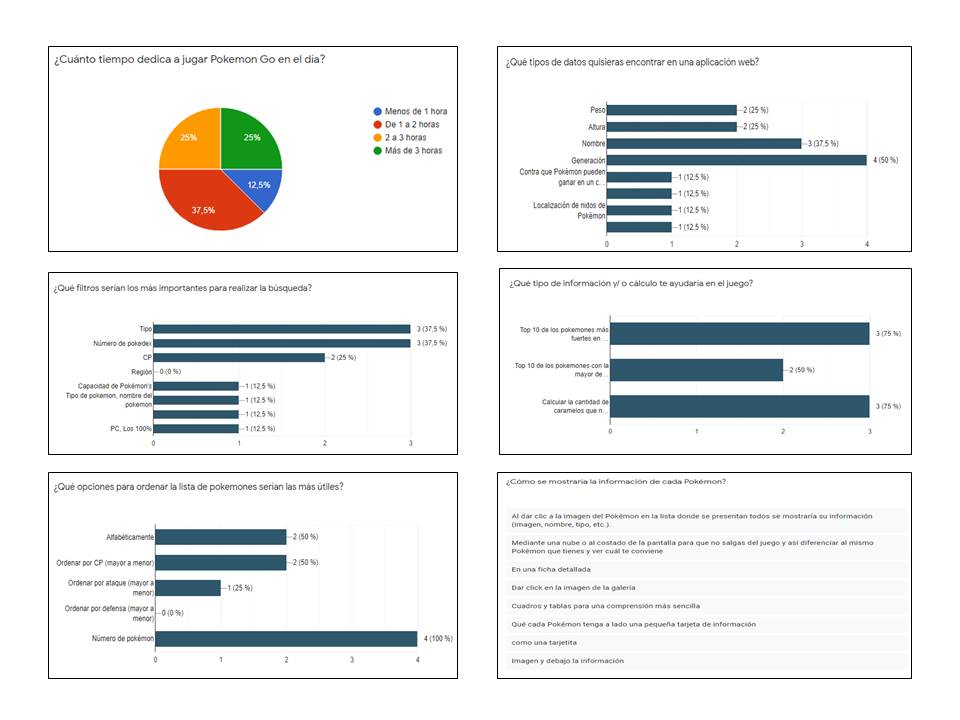 ¿Cuánto tiempo dedica a jugar Pokemon Go en el día?
Menos de 1 hora
De 1 a 2 horas
2 a 3 horas
Más de 3 horas
25%
25%
12,5%
37,5%
¿Qué tipos de datos quisieras encontrar en una aplicación web?
Peso
2 (25 %)
Altura
2 (25 %)
Nombre
3 (37,5 %)
Generación
4 (50 %)
Contra que Pokémon pueden
ganar en un c...
1 (12,5 %)
1 (12,5 %)
Localización de nidos de
Pokémon
1 (12,5 %)
1 (12,5 %)
0 1 2 3 4
¿Qué filtros serían los más importantes para realizar la búsqueda?
Tipo
3 (37,5 %)
Número de pokedex
3 (37,5 %)
CP
2 (25 %)
Región
0 (0 %)
Capacidad de Pokémon's
1 (12,5 %)
Tipo de pokemon, nombre del
pokemon
1 (12,5 %)
1 (12,5 %)
PC, Los 100%
1 (12,5 %)
0 1 2 3
¿Qué tipo de información y/ o cálculo te ayudaría en el juego?
Top 10 de los pokemones más
fuertes en ...
3 (75 %)
Top 10 de los pokemones con la
mayor de...
2 (50 %)
Calcular la cantidad de
caramelos que n...
3 (75 %)
0 1 2 3
¿Qué opciones para ordenar la lista de pokemones serían las más útiles?
Alfabéticamente
2 (50 %)
Ordenar por CP (mayor a menor)
2 (50 %)
Ordenar por ataque (mayor a
menor)
1 (25 %)
Ordenar por defensa (mayor a
menor)
0 (0 %)
Número de pokémon
4 (100 %)
0 1 2 3 4
¿Cómo se mostraría la información de cada Pokémon?
Al dar clic a la imagen del Pokémon en la lista donde se presentan todos se mostraría su información
(imagen, nombre, tipo, etc.).
Mediante una nube o al costado de la pantalla para que no salgas del juego y así diferenciar al mismo
Pokémon que tienes y ver cuál te conviene
En una ficha detallada
Dar click en la imagen de la galería
Cuadros y tablas para una comprensión más sencilla
Qué cada Pokémon tenga a lado una pequeña tarjeta de información
como una tarjetita
Imagen y debajo la información